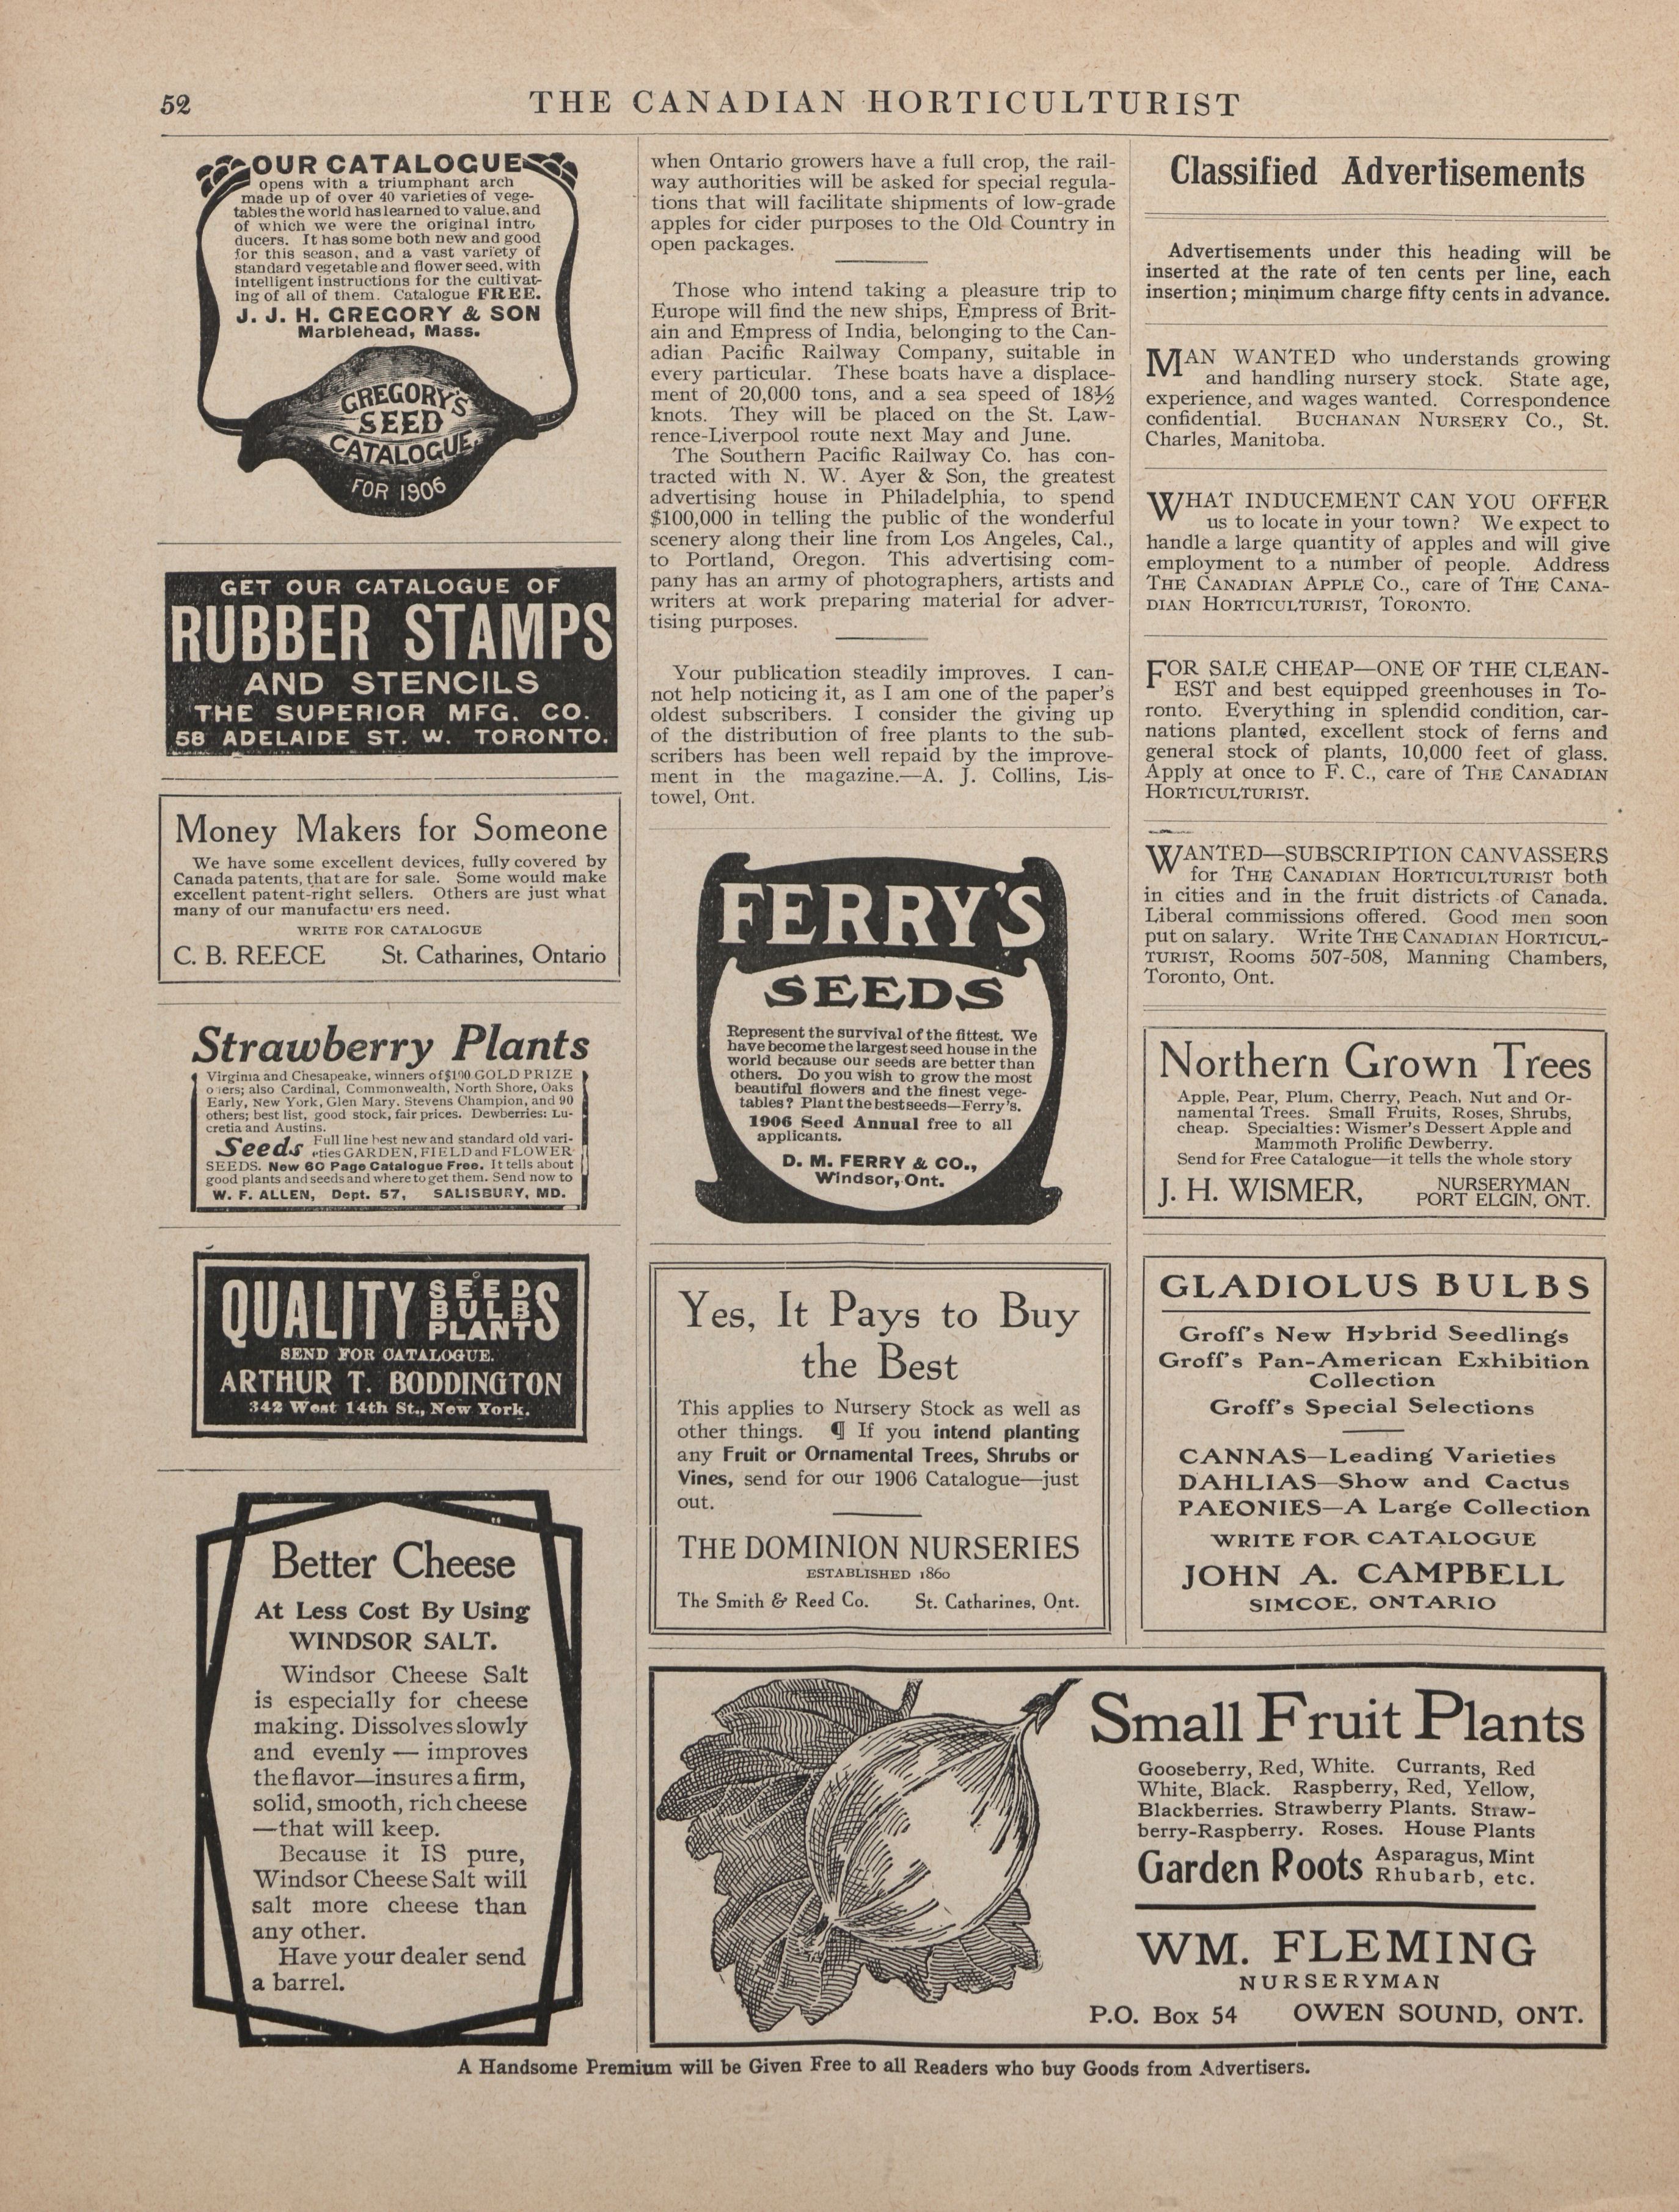 52
THE CANADIAN HORTICULTURIST
OUR CATALOGUE
opens with a triumphant arch
made up of over 40 varieties of vege-
tables the world has learned to value, and
of which we were the original intro
ducers. It has some both new and good
for this season, and a vast variety of
standard vegetable and flower seed, with
intelligent instructions for the cultivat-
ing of all of them. Catalogue FREE.
J. J. H. GREGORY & SON
Marblehead, Mass.
GREGORY'S
SEED
CATALOGUE
FOR 1906
GET OUR CATALOGUE OF
RUBBER STAMPS
AND STENCILS
THE SUPERIOR MFG. CO.
58 ADELAIDE ST. W. TORONTO.
Money Makers for Someone
We have some excellent devices, fully covered by
Canada patents, that are for sale. Some would make
excellent patent-right sellers. Others are just what
many of our manufactu ers need.
WRITE FOR CATALOGUE
C. B. REECE St. Catharines, Ontario
Strawberry Plants
Virginia and Chesapeake, winners of $100 GOLD PRIZE
o ers; also Cardinal, Commonwealth, North Shore, Oaks
Early, New York, Glen Mary, Stevens Champion, and 90
others; best list, good stock, fair prices. Dewberries: Lu-
cretia and Austins.
Seeds Full line best new and standard old vari-
eties GARDEN, FIELD and FLOWER
SEEDS. New 60 Page Catalogue Free. It tells about
good plants and seeds and where to get them. Send now to
W. F. ALLEN, Dept. 57, SALISBURY, MD.
QUALITY SEEDS
BULBS
PLANTS
SEND FOR CATALOGUE.
ARTHUR T. BODDINGTON
342 West 14th St., New York.
Better Cheese
At Less Cost By Using
WINDSOR SALT.
Windsor Cheese Salt
is especially for cheese
making. Dissolves slowly
and evenly — improves
the flavor—insures a firm,
solid, smooth, rich cheese
—that will keep.
Because it IS pure,
Windsor Cheese Salt will
salt more cheese than
any other.
Have your dealer send
a barrel.
when Ontario growers have a full crop, the rail-
way authorities will be asked for special regula-
tions that will facilitate shipments of low-grade
apples for cider purposes to the Old Country in
open packages.
Those who intend taking a pleasure trip to
Europe will find the new ships, Empress of Brit-
ain and Empress of India, belonging to the Can-
adian Pacific Railway Company, suitable in
every particular. These boats have a displace-
ment of 20,000 tons, and a sea speed of 18½
knots. They will be placed on the St. Law-
rence-Liverpool route next May and June.
The Southern Pacific Railway Co. has con-
tracted with N. W. Ayer & Son, the greatest
advertising house in Philadelphia, to spend
$100,000 in telling the public of the wonderful
scenery along their line from Los Angeles, Cal.,
to Portland, Oregon. This advertising com-
pany has an army of photographers, artists and
writers at work preparing material for adver-
tising purposes.
Your publication steadily improves. I can-
not help noticing it, as I am one of the paper's
oldest subscribers. I consider the giving up
of the distribution of free plants to the sub-
scribers has been well repaid by the improve-
ment in the magazine.—A. J. Collins, Lis-
towel, Ont.
FERRY'S
SEEDS
Represent the survival of the fittest. We
have become the largest seed house in the
world because our seeds are better than
others. Do you wish to grow the most
beautiful flowers and the finest vege-
tables? Plant the best seeds—Ferry's.
1906 Seed Annual free to all
applicants.
D. M. FERRY & CO.,
Windsor, Ont.
Yes, It Pays to Buy
the Best
This applies to Nursery Stock as well as
other things. ¶ If you intend planting
any Fruit or Ornamental Trees, Shrubs or
Vines, send for our 1906 Catalogue—just
out.
THE DOMINION NURSERIES
ESTABLISHED 1860
The Smith & Reed Co. St. Catharines, Ont.
Classified Advertisements
Advertisements under this heading will be
inserted at the rate of ten cents per line, each
insertion; minimum charge fifty cents in advance.
MAN WANTED who understands growing
and handling nursery stock. State age,
experience, and wages wanted. Correspondence
confidential. BUCHANAN NURSERY CO., St.
Charles, Manitoba.
WHAT INDUCEMENT CAN YOU OFFER
us to locate in your town? We expect to
handle a large quantity of apples and will give
employment to a number of people. Address
THE CANADIAN APPLE CO., care of THE CANA-
DIAN HORTICULTURIST, TORONTO.
FOR SALE CHEAP—ONE OF THE CLEAN-
EST and best equipped greenhouses in To-
ronto. Everything in splendid condition, car-
nations planted, excellent stock of ferns and
general stock of plants, 10,000 feet of glass.
Apply at once to F. C., care of THE CANADIAN
HORTICULTURIST.
WANTED—SUBSCRIPTION CANVASSERS
for THE CANADIAN HORTICULTURIST both
in cities and in the fruit districts of Canada.
Liberal commissions offered. Good men soon
put on salary. Write THE CANADIAN HORTICUL-
TURIST, Rooms 507-508, Manning Chambers,
Toronto, Ont.
Northern Grown Trees
Apple, Pear, Plum, Cherry, Peach, Nut and Or-
namental Trees. Small Fruits, Roses, Shrubs,
cheap. Specialties: Wismer's Dessert Apple and
Mammoth Prolific Dewberry.
Send for Free Catalogue—it tells the whole story
J. H. WISMER, NURSERYMAN
PORT ELGIN, ONT.
GLADIOLUS BULBS
Groff's New Hybrid Seedlings
Groff's Pan-American Exhibition
Collection
Groff's Special Selections
CANNAS—Leading Varieties
DAHLIAS—Show and Cactus
PAEONIES—A Large Collection
WRITE FOR CATALOGUE
JOHN A. CAMPBELL
SIMCOE, ONTARIO
Small Fruit Plants
Gooseberry, Red, White. Currants, Red
White, Black. Raspberry, Red, Yellow,
Blackberries. Strawberry Plants. Straw-
berry-Raspberry. Roses. House Plants
Garden Roots Asparagus, Mint
Rhubarb, etc.
WM. FLEMING
NURSERYMAN
P.O. Box 54 OWEN SOUND, ONT.
A Handsome Premium will be Given Free to all Readers who buy Goods from Advertisers.